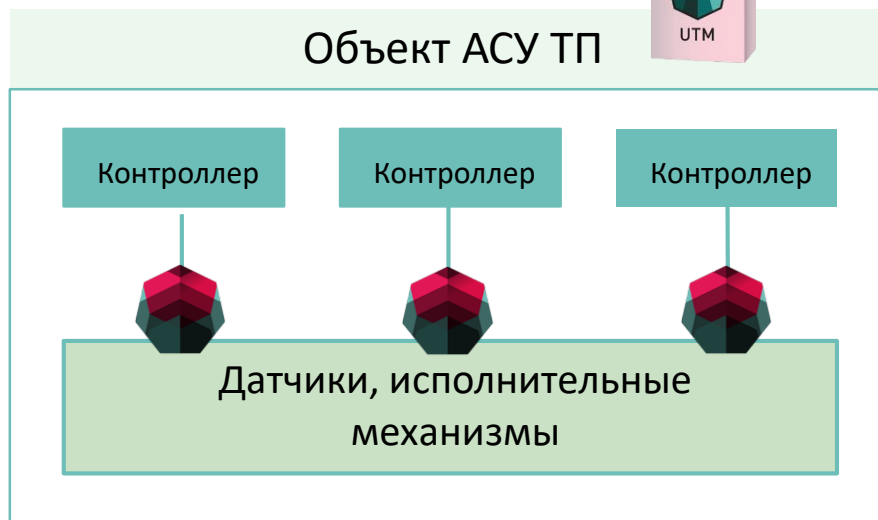 UTM
Объект АСУ ТП
Контроллер
Контроллер
Контроллер
Датчики, исполнительные
механизмы